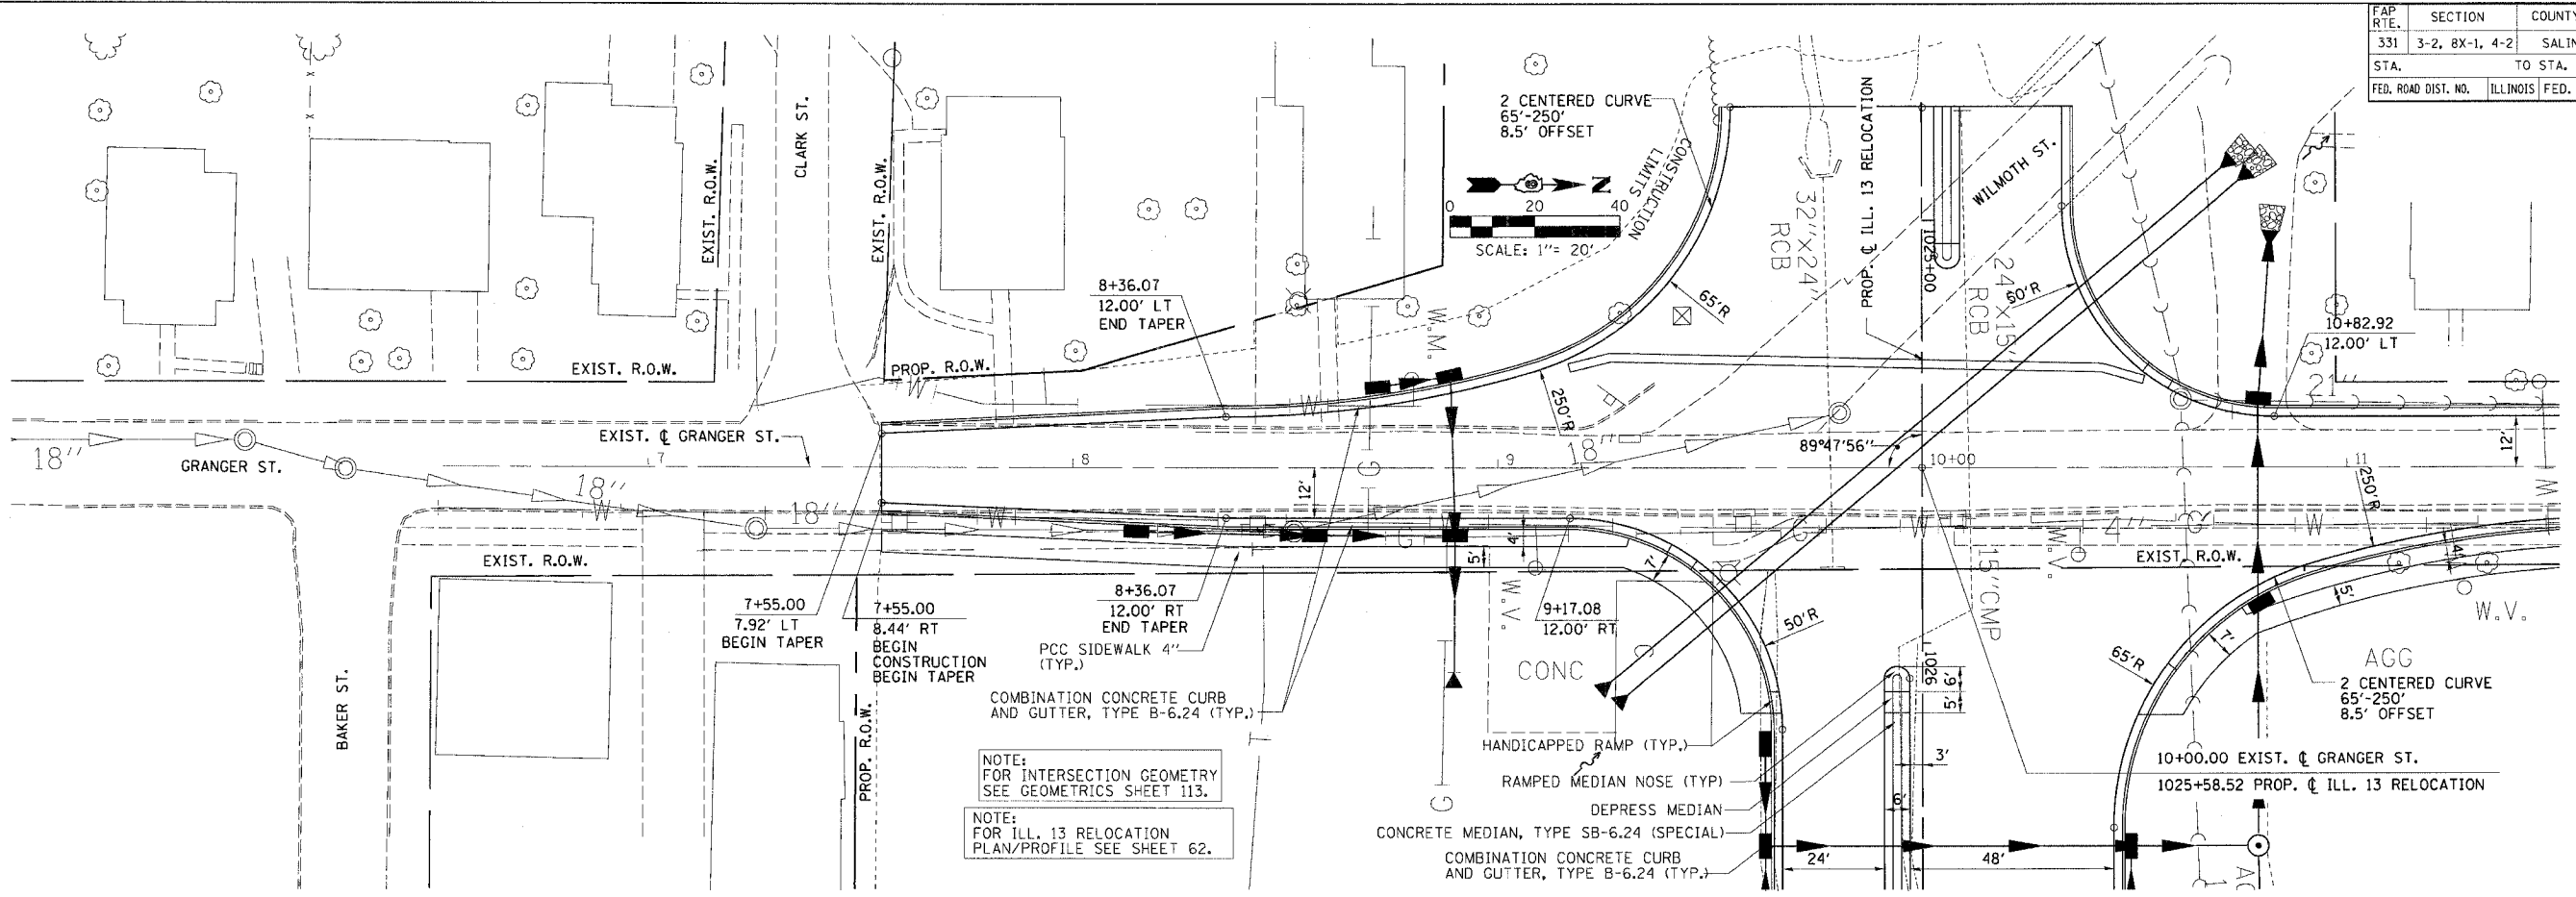 FAP RTE.
SECTION
COUNTY
331
3-2, 8X-1, 4-2
SALIN
STA.
TO STA.
FED. ROAD DIST. NO.
ILLINOIS
FED.
CLARK ST.
EXIST. R.O.W.
EXIST. R.O.W.
2 CENTERED CURVE
65'-250'
8.5' OFFSET
CONSTRUCTION
LIMITS
N
0 20 40
SCALE: 1"= 20'
32"X24"
RCB
PROP. ℄ ILL. 13 RELOCATION
1025+00
WILMOTH ST.
24"X15"
RCB
60'R
65'R
8+36.07
12.00' LT
END TAPER
W.M.
10+82.92
12.00' LT
EXIST. R.O.W.
PROP. R.O.W.
W
W
21"
250'R
EXIST. ℄ GRANGER ST.
18"
GRANGER ST.
7
8
9
18"
89°47'56"
10+00
11
12'
12'
250'R
18"
W
18"
W
G
G
G
W
4"
G
W
W
W.V.
EXIST. R.O.W.
EXIST. R.O.W.
4'
5'
7'
4'
5'
W.V.
W.V.
15"CMP
7+55.00
7.92' LT
BEGIN TAPER
7+55.00
8.44' RT
BEGIN
CONSTRUCTION
BEGIN TAPER
8+36.07
12.00' RT
END TAPER
9+17.08
12.00' RT
50'R
PCC SIDEWALK 4"
(TYP.)
CONC
G
1026
6'
5'
65'R
7'
AGG
2 CENTERED CURVE
65'-250'
8.5' OFFSET
BAKER ST.
PROP. R.O.W.
COMBINATION CONCRETE CURB
AND GUTTER, TYPE B-6.24 (TYP.)
HANDICAPPED RAMP (TYP.)
RAMPED MEDIAN NOSE (TYP)
DEPRESS MEDIAN
CONCRETE MEDIAN, TYPE SB-6.24 (SPECIAL)
COMBINATION CONCRETE CURB
AND GUTTER, TYPE B-6.24 (TYP.)
3'
6'
24'
48'
10+00.00 EXIST. ℄ GRANGER ST.
1025+58.52 PROP. ℄ ILL. 13 RELOCATION
NOTE:
FOR INTERSECTION GEOMETRY
SEE GEOMETRICS SHEET 113.
NOTE:
FOR ILL. 13 RELOCATION
PLAN/PROFILE SEE SHEET 62.
G